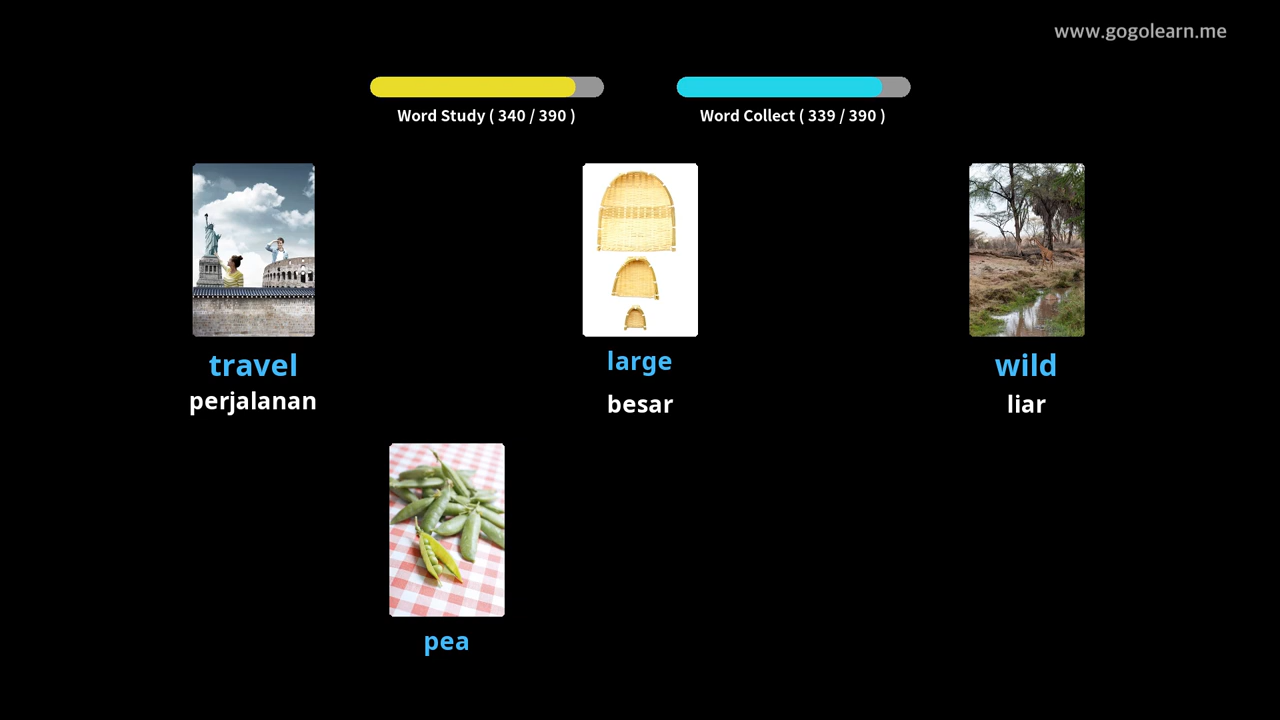 www.gogolearn.me
Word Study ( 340 / 390 )
Word Collect ( 339 / 390 )
travel
perjalanan
large
besar
wild
liar
pea